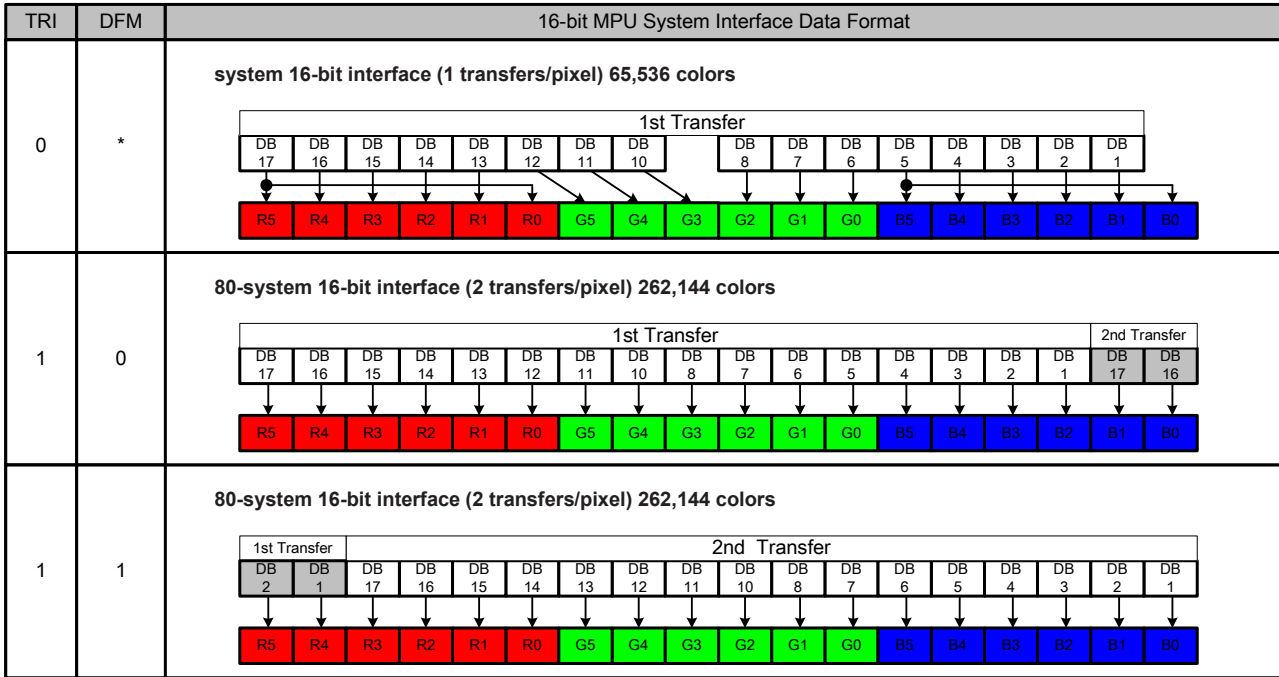 TRI DFM 16-bit MPU System Interface Data Format
system 16-bit interface (1 transfers/pixel) 65,536 colors
1st Transfer
0 *
DB 17 DB 16 DB 15 DB 14 DB 13 DB 12 DB 11 DB 10 DB 8 DB 7 DB 6 DB 5 DB 4 DB 3 DB 2 DB 1
R5 R4 R3 R2 R1 R0 G5 G4 G3 G2 G1 G0 B5 B4 B3 B2 B1 B0
80-system 16-bit interface (2 transfers/pixel) 262,144 colors
1st Transfer 2nd Transfer
1 0
DB 17 DB 16 DB 15 DB 14 DB 13 DB 12 DB 11 DB 10 DB 8 DB 7 DB 6 DB 5 DB 4 DB 3 DB 2 DB 1 DB 17 DB 16
R5 R4 R3 R2 R1 R0 G5 G4 G3 G2 G1 G0 B5 B4 B3 B2 B1 B0
80-system 16-bit interface (2 transfers/pixel) 262,144 colors
1st Transfer 2nd Transfer
1 1
DB 2 DB 1 DB 17 DB 16 DB 15 DB 14 DB 13 DB 12 DB 11 DB 10 DB 8 DB 7 DB 6 DB 5 DB 4 DB 3 DB 2 DB 1
R5 R4 R3 R2 R1 R0 G5 G4 G3 G2 G1 G0 B5 B4 B3 B2 B1 B0